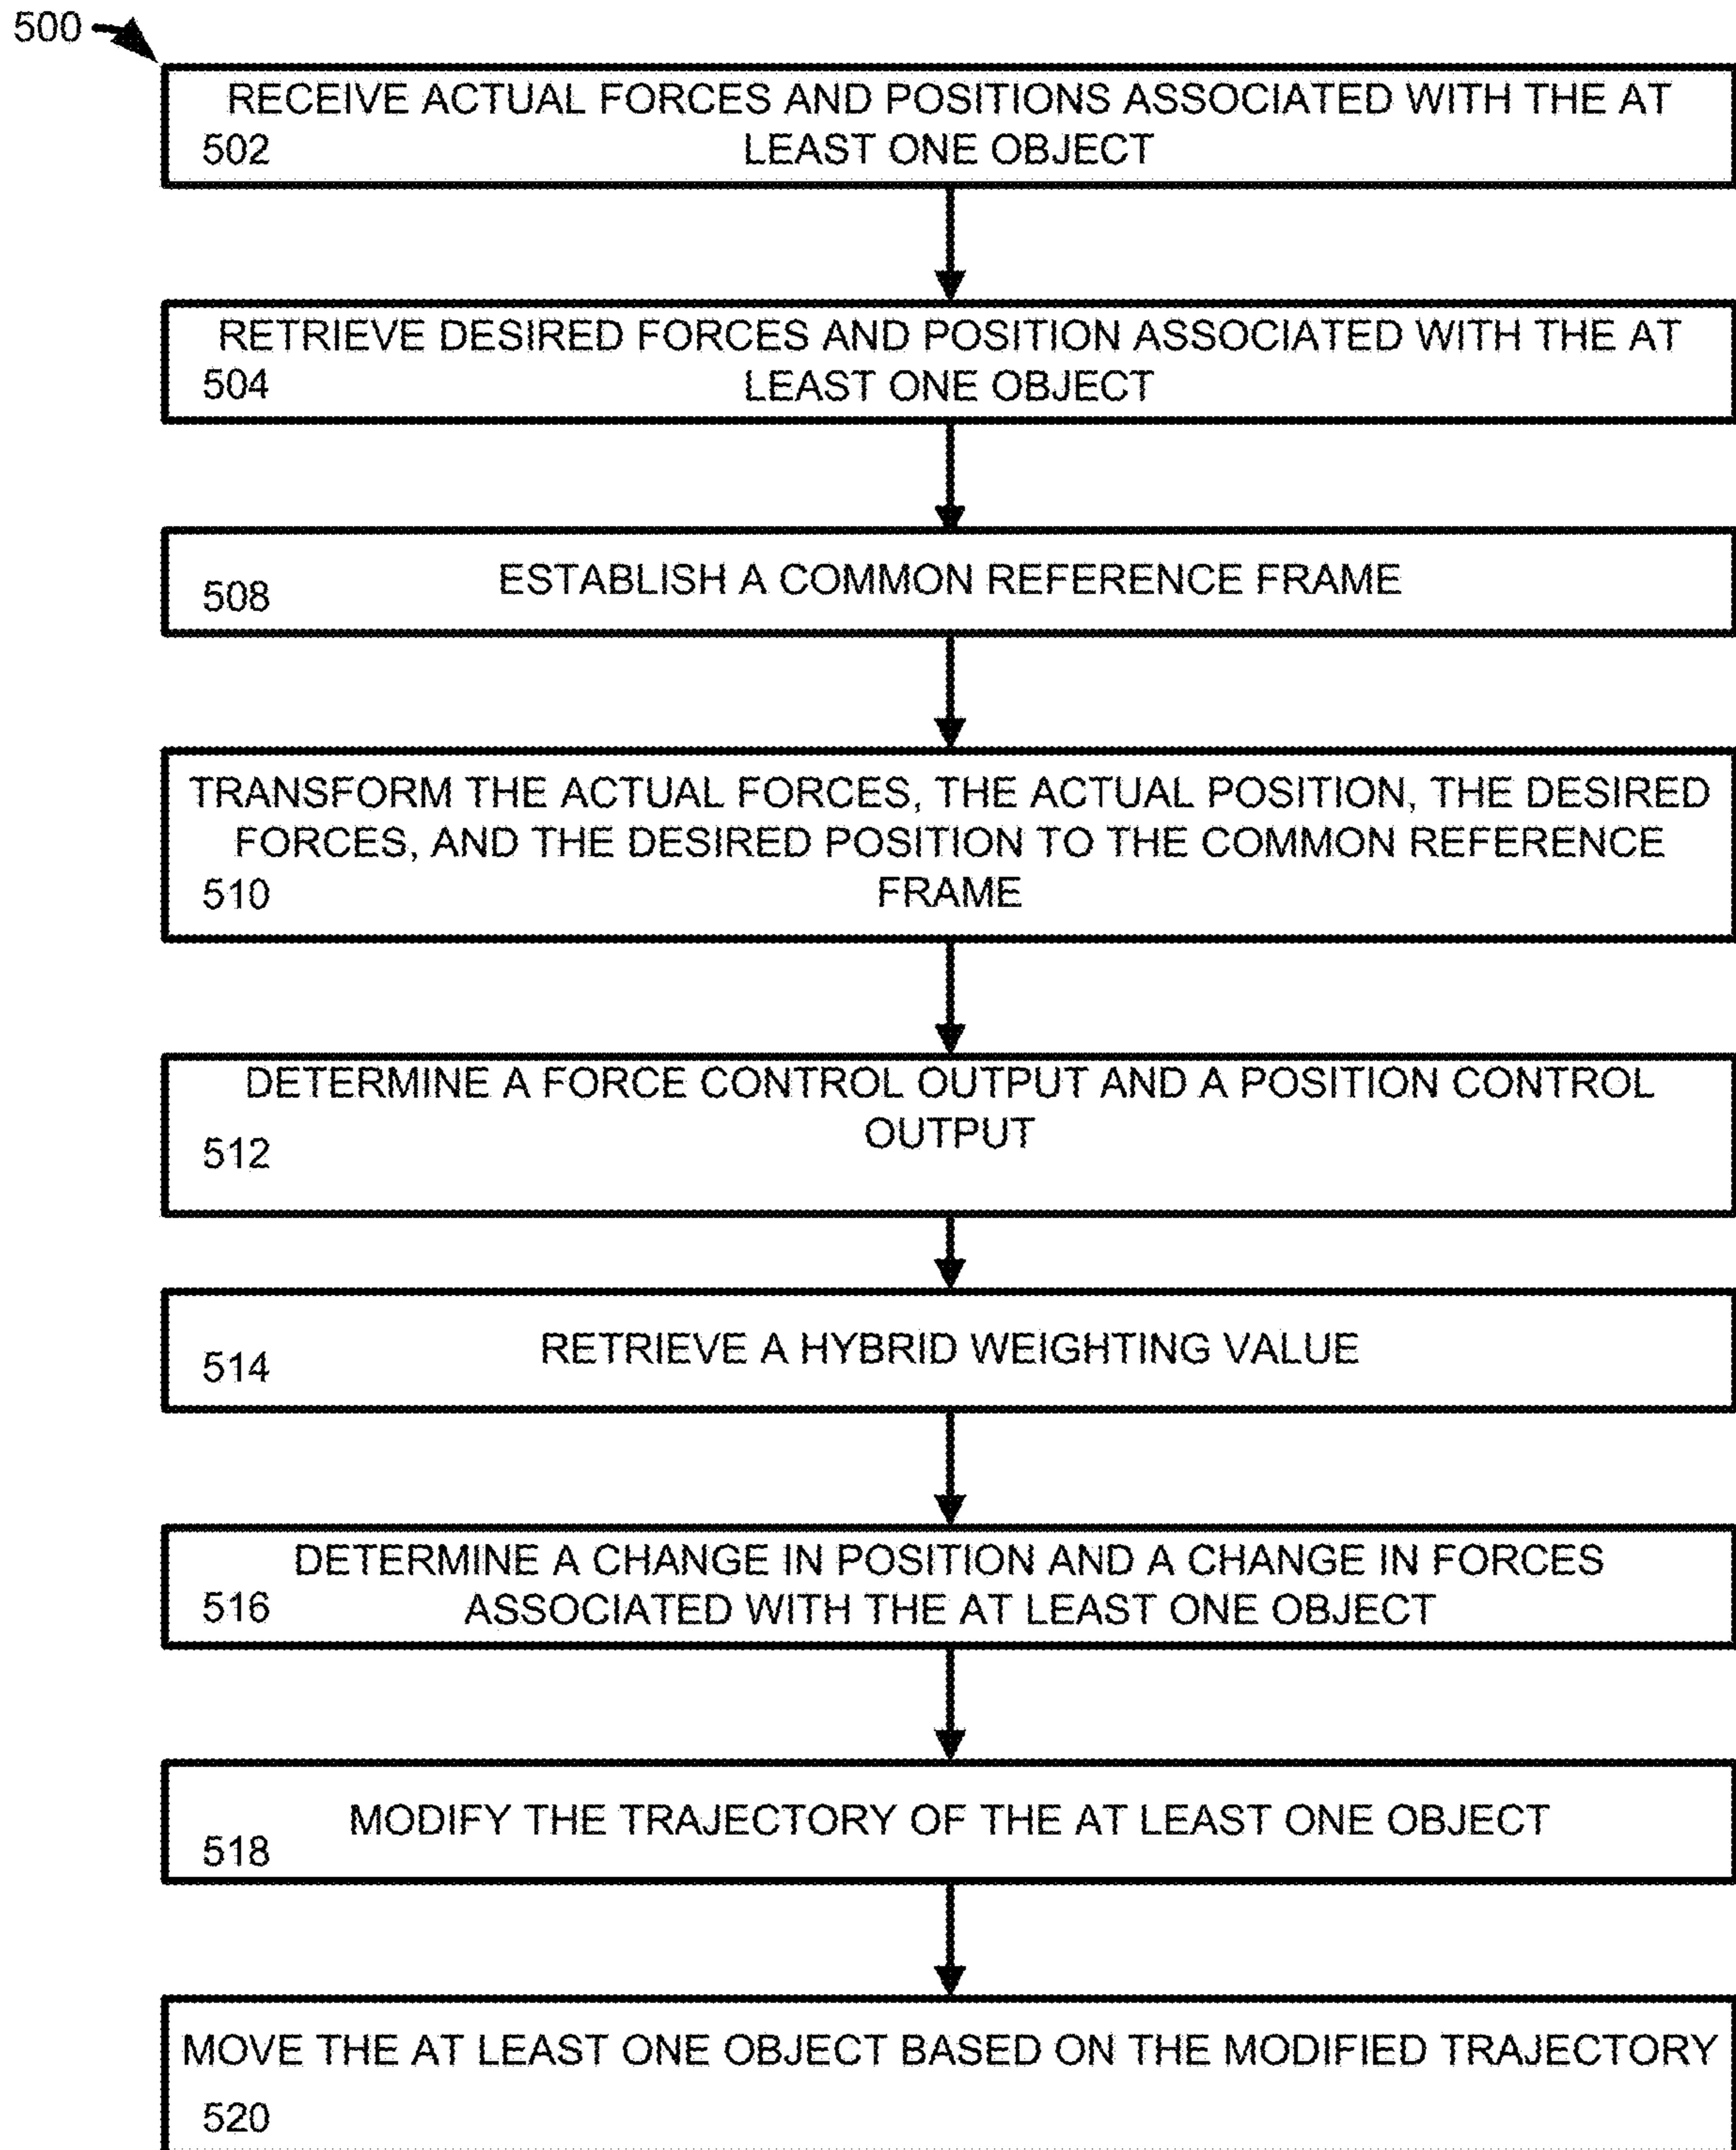 500
RECEIVE ACTUAL FORCES AND POSITIONS ASSOCIATED WITH THE AT
502 LEAST ONE OBJECT
RETRIEVE DESIRED FORCES AND POSITION ASSOCIATED WITH THE AT
504 LEAST ONE OBJECT
508 ESTABLISH A COMMON REFERENCE FRAME
TRANSFORM THE ACTUAL FORCES, THE ACTUAL POSITION, THE DESIRED
FORCES, AND THE DESIRED POSITION TO THE COMMON REFERENCE
510 FRAME
DETERMINE A FORCE CONTROL OUTPUT AND A POSITION CONTROL
OUTPUT
512
RETRIEVE A HYBRID WEIGHTING VALUE
514
DETERMINE A CHANGE IN POSITION AND A CHANGE IN FORCES
516 ASSOCIATED WITH THE AT LEAST ONE OBJECT
MODIFY THE TRAJECTORY OF THE AT LEAST ONE OBJECT
518
MOVE THE AT LEAST ONE OBJECT BASED ON THE MODIFIED TRAJECTORY
520